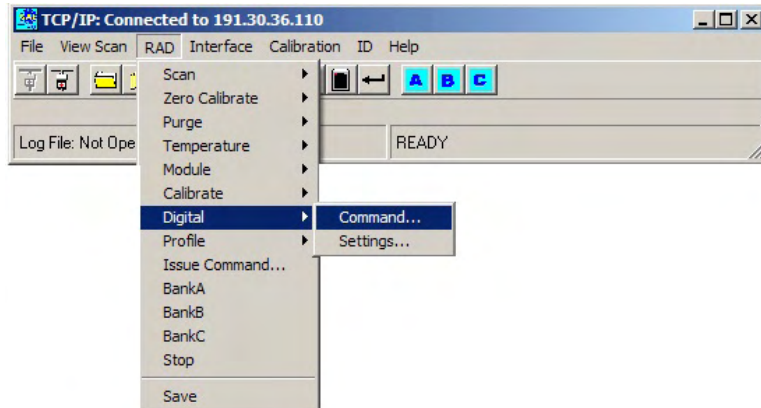 TCP/IP: Connected to 191.30.36.110
File View Scan RAD Interface Calibration ID Help
A B C
Log File: Not Ope
READY
Scan
Zero Calibrate
Purge
Temperature
Module
Calibrate
Digital
Command...
Profile
Settings...
Issue Command...
BankA
BankB
BankC
Stop
Save